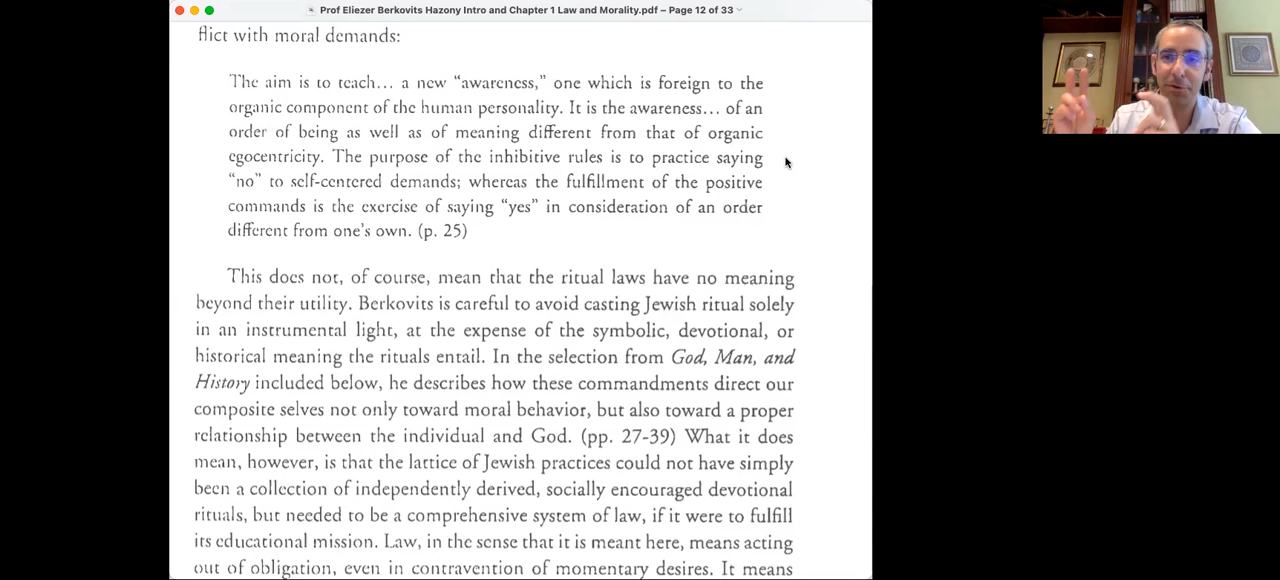 Prof Eliezer Berkovits Hazony Intro and Chapter 1 Law and Morality.pdf – Page 12 of 33
flict with moral demands:
The aim is to teach... a new “awareness,” one which is foreign to the
organic component of the human personality. It is the awareness... of an
order of being as well as of meaning different from that of organic
egocentricity. The purpose of the inhibitive rules is to practice saying
“no” to self-centered demands; whereas the fulfillment of the positive
commands is the exercise of saying “yes” in consideration of an order
different from one’s own. (p. 25)
This does not, of course, mean that the ritual laws have no meaning
beyond their utility. Berkovits is careful to avoid casting Jewish ritual solely
in an instrumental light, at the expense of the symbolic, devotional, or
historical meaning the rituals entail. In the selection from God, Man, and
History included below, he describes how these commandments direct our
composite selves not only toward moral behavior, but also toward a proper
relationship between the individual and God. (pp. 27-39) What it does
mean, however, is that the lattice of Jewish practices could not have simply
been a collection of independently derived, socially encouraged devotional
rituals, but needed to be a comprehensive system of law, if it were to fulfill
its educational mission. Law, in the sense that it is meant here, means acting
out of obligation, even in contravention of momentary desires. It means